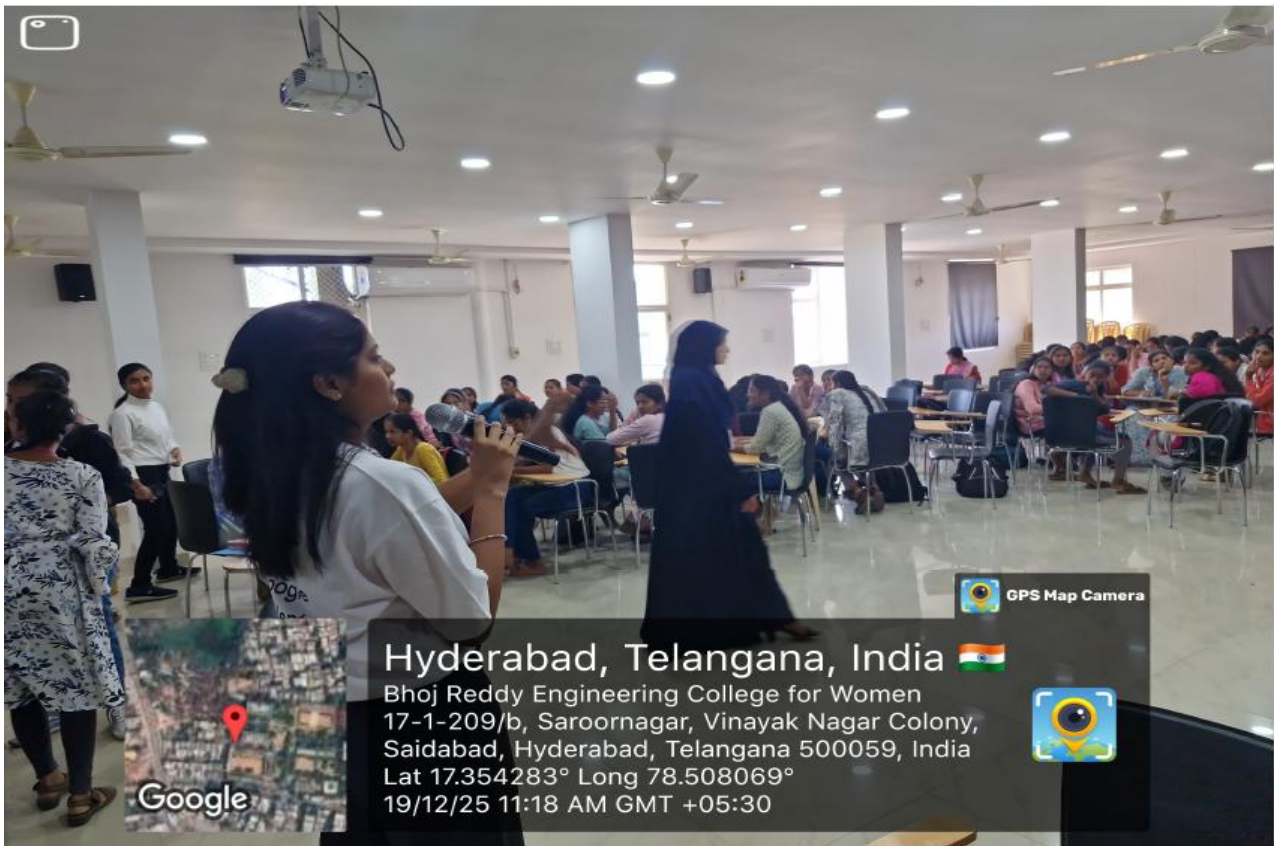 GPS Map Camera
Hyderabad, Telangana, India
Bhoj Reddy Engineering College for Women
17-1-209/b, Saroornagar, Vinayak Nagar Colony,
Saidabad, Hyderabad, Telangana 500059, India
Lat 17.354283° Long 78.508069°
19/12/25 11:18 AM GMT +05:30
Google